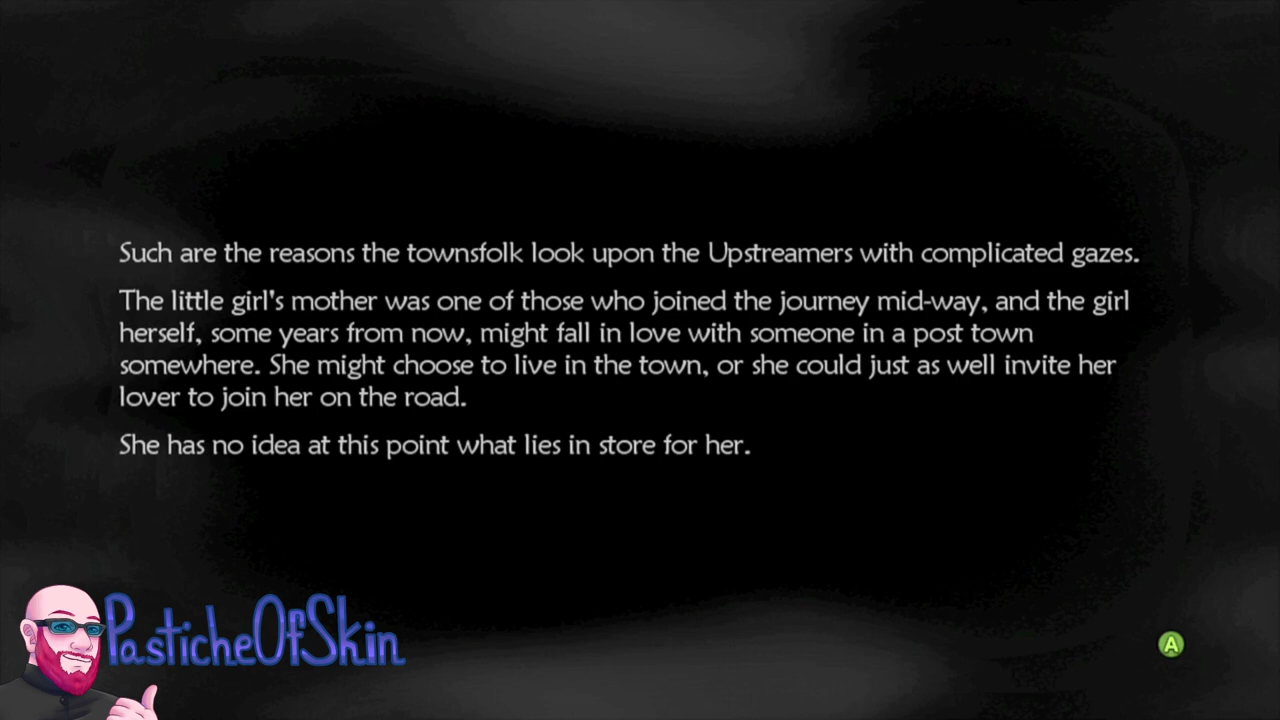 Such are the reasons the townsfolk look upon the Upstreamers with complicated gazes.
The little girl's mother was one of those who joined the journey mid-way, and the girl
herself, some years from now, might fall in love with someone in a post town
somewhere. She might choose to live in the town, or she could just as well invite her
lover to join her on the road.
She has no idea at this point what lies in store for her.
PasticheOfSkin
A